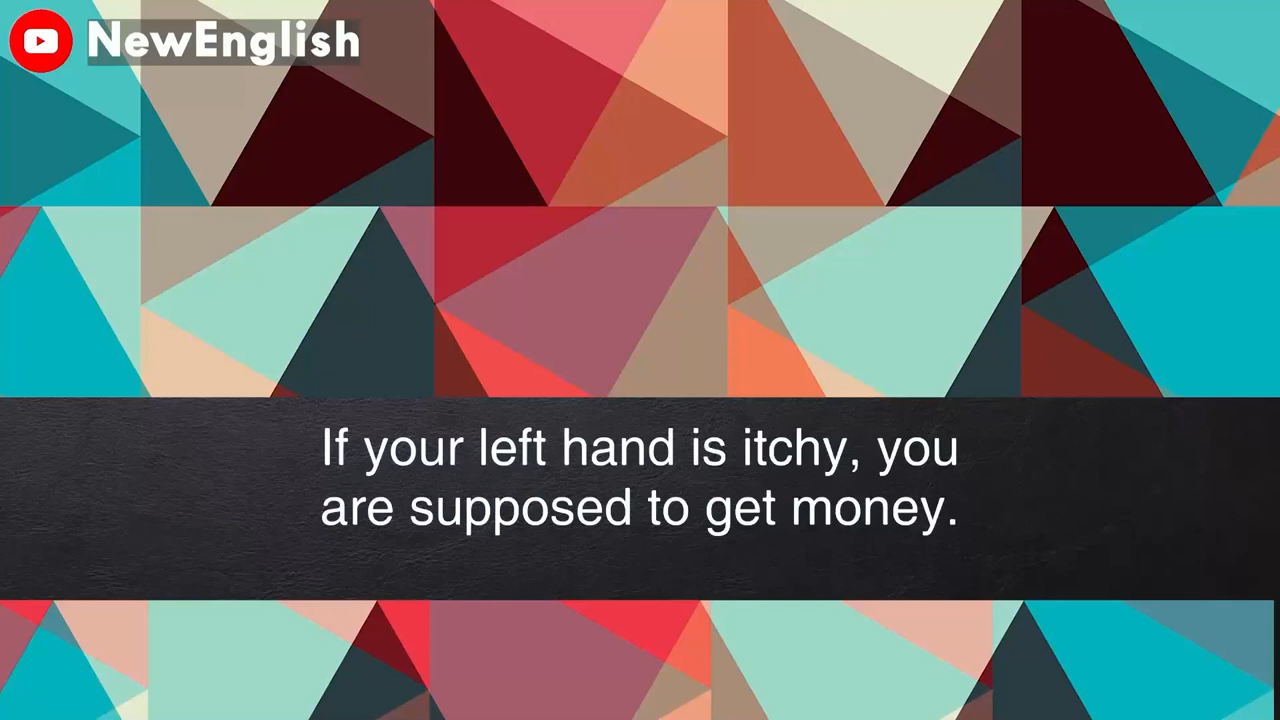 NewEnglish
If your left hand is itchy, you
are supposed to get money.